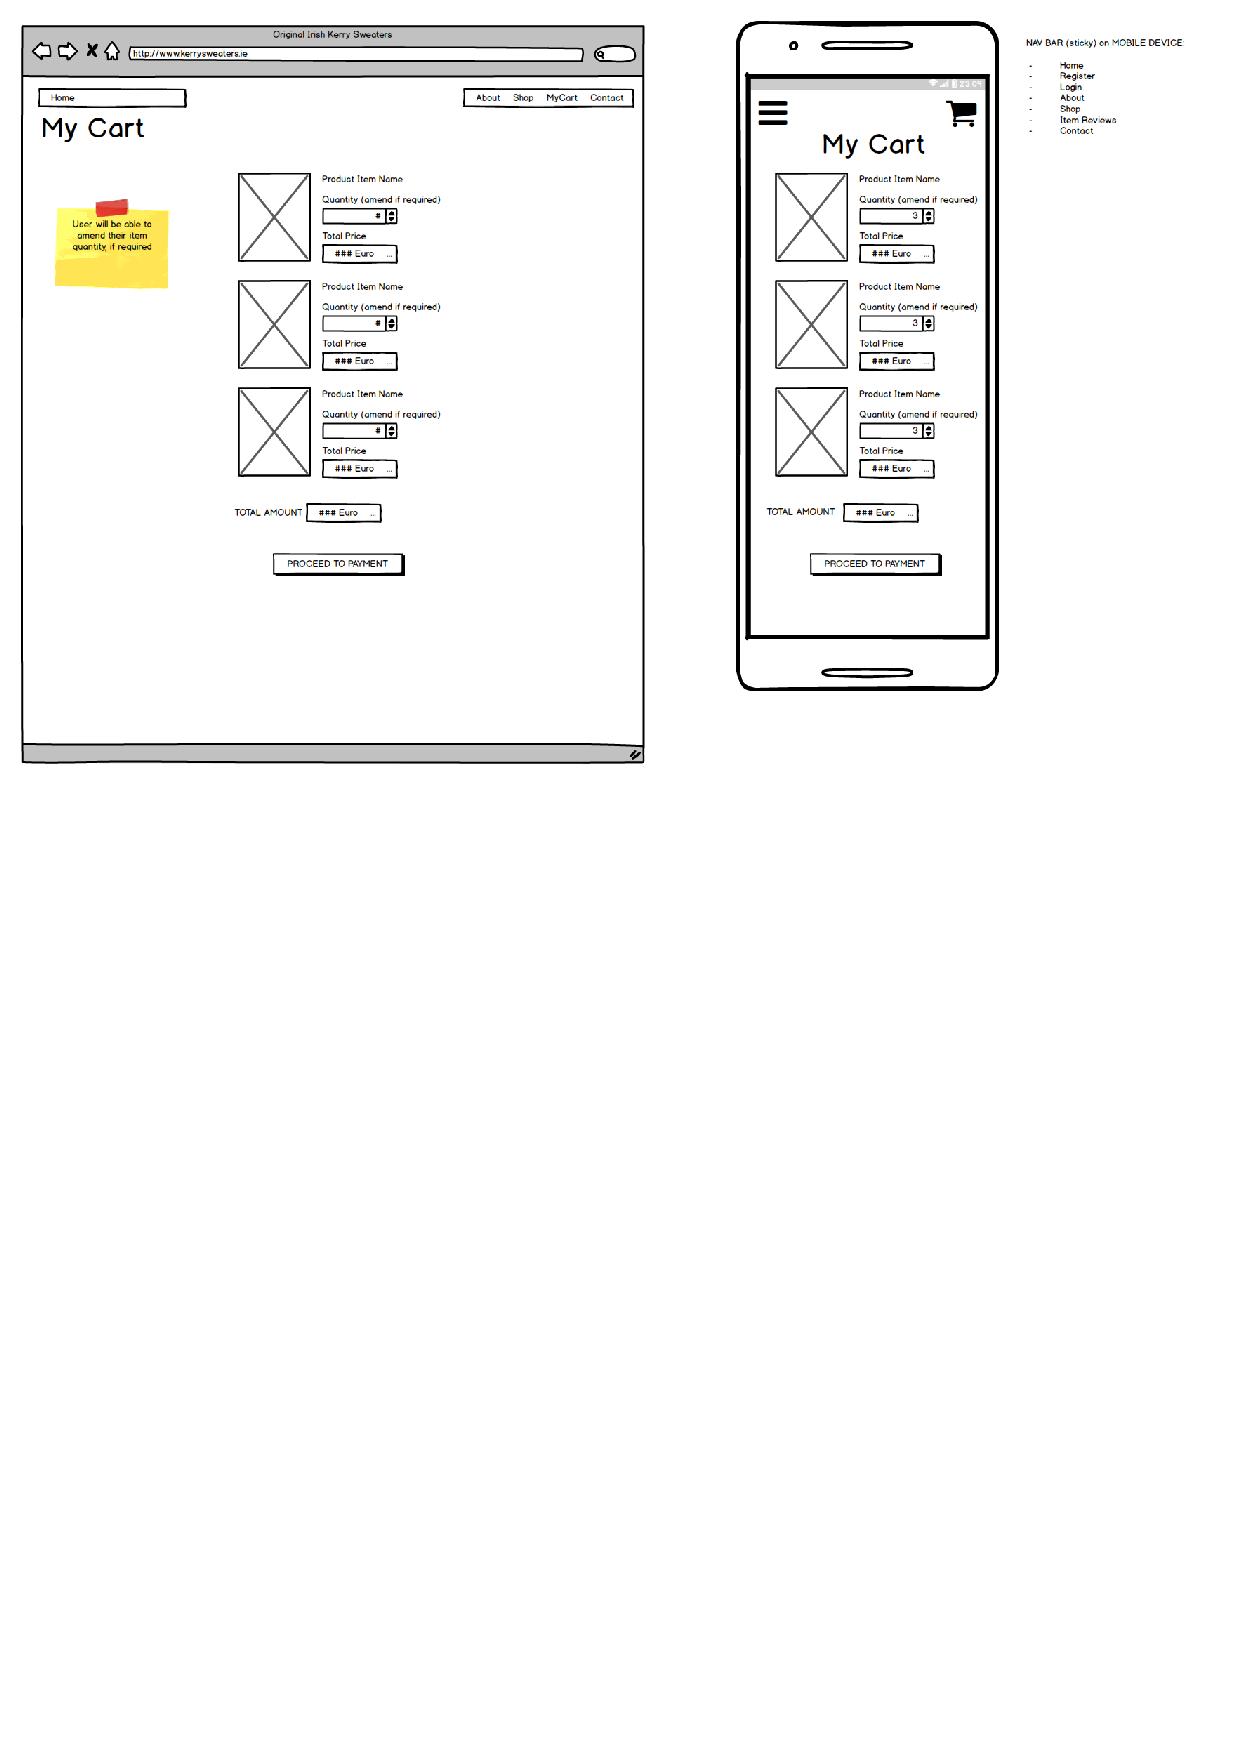 Original Irish Kerry Sweaters
http://www.kerrysweaters.ie
Home
About Shop MyCart Contact
My Cart
User will be able to
amend their item
quantity, if required
Product Item Name
Quantity (amend if required)
#
Total Price
### Euro ...
Product Item Name
Quantity (amend if required)
#
Total Price
### Euro ...
Product Item Name
Quantity (amend if required)
#
Total Price
### Euro ...
TOTAL AMOUNT ### Euro ...
PROCEED TO PAYMENT
My Cart
Product Item Name
Quantity (amend if required)
3
Total Price
### Euro ...
Product Item Name
Quantity (amend if required)
3
Total Price
### Euro ...
Product Item Name
Quantity (amend if required)
3
Total Price
### Euro ...
TOTAL AMOUNT ### Euro ...
PROCEED TO PAYMENT
NAV BAR (sticky) on MOBILE DEVICE:
- Home
- Register
- Login
- About
- Shop
- Item Reviews
- Contact